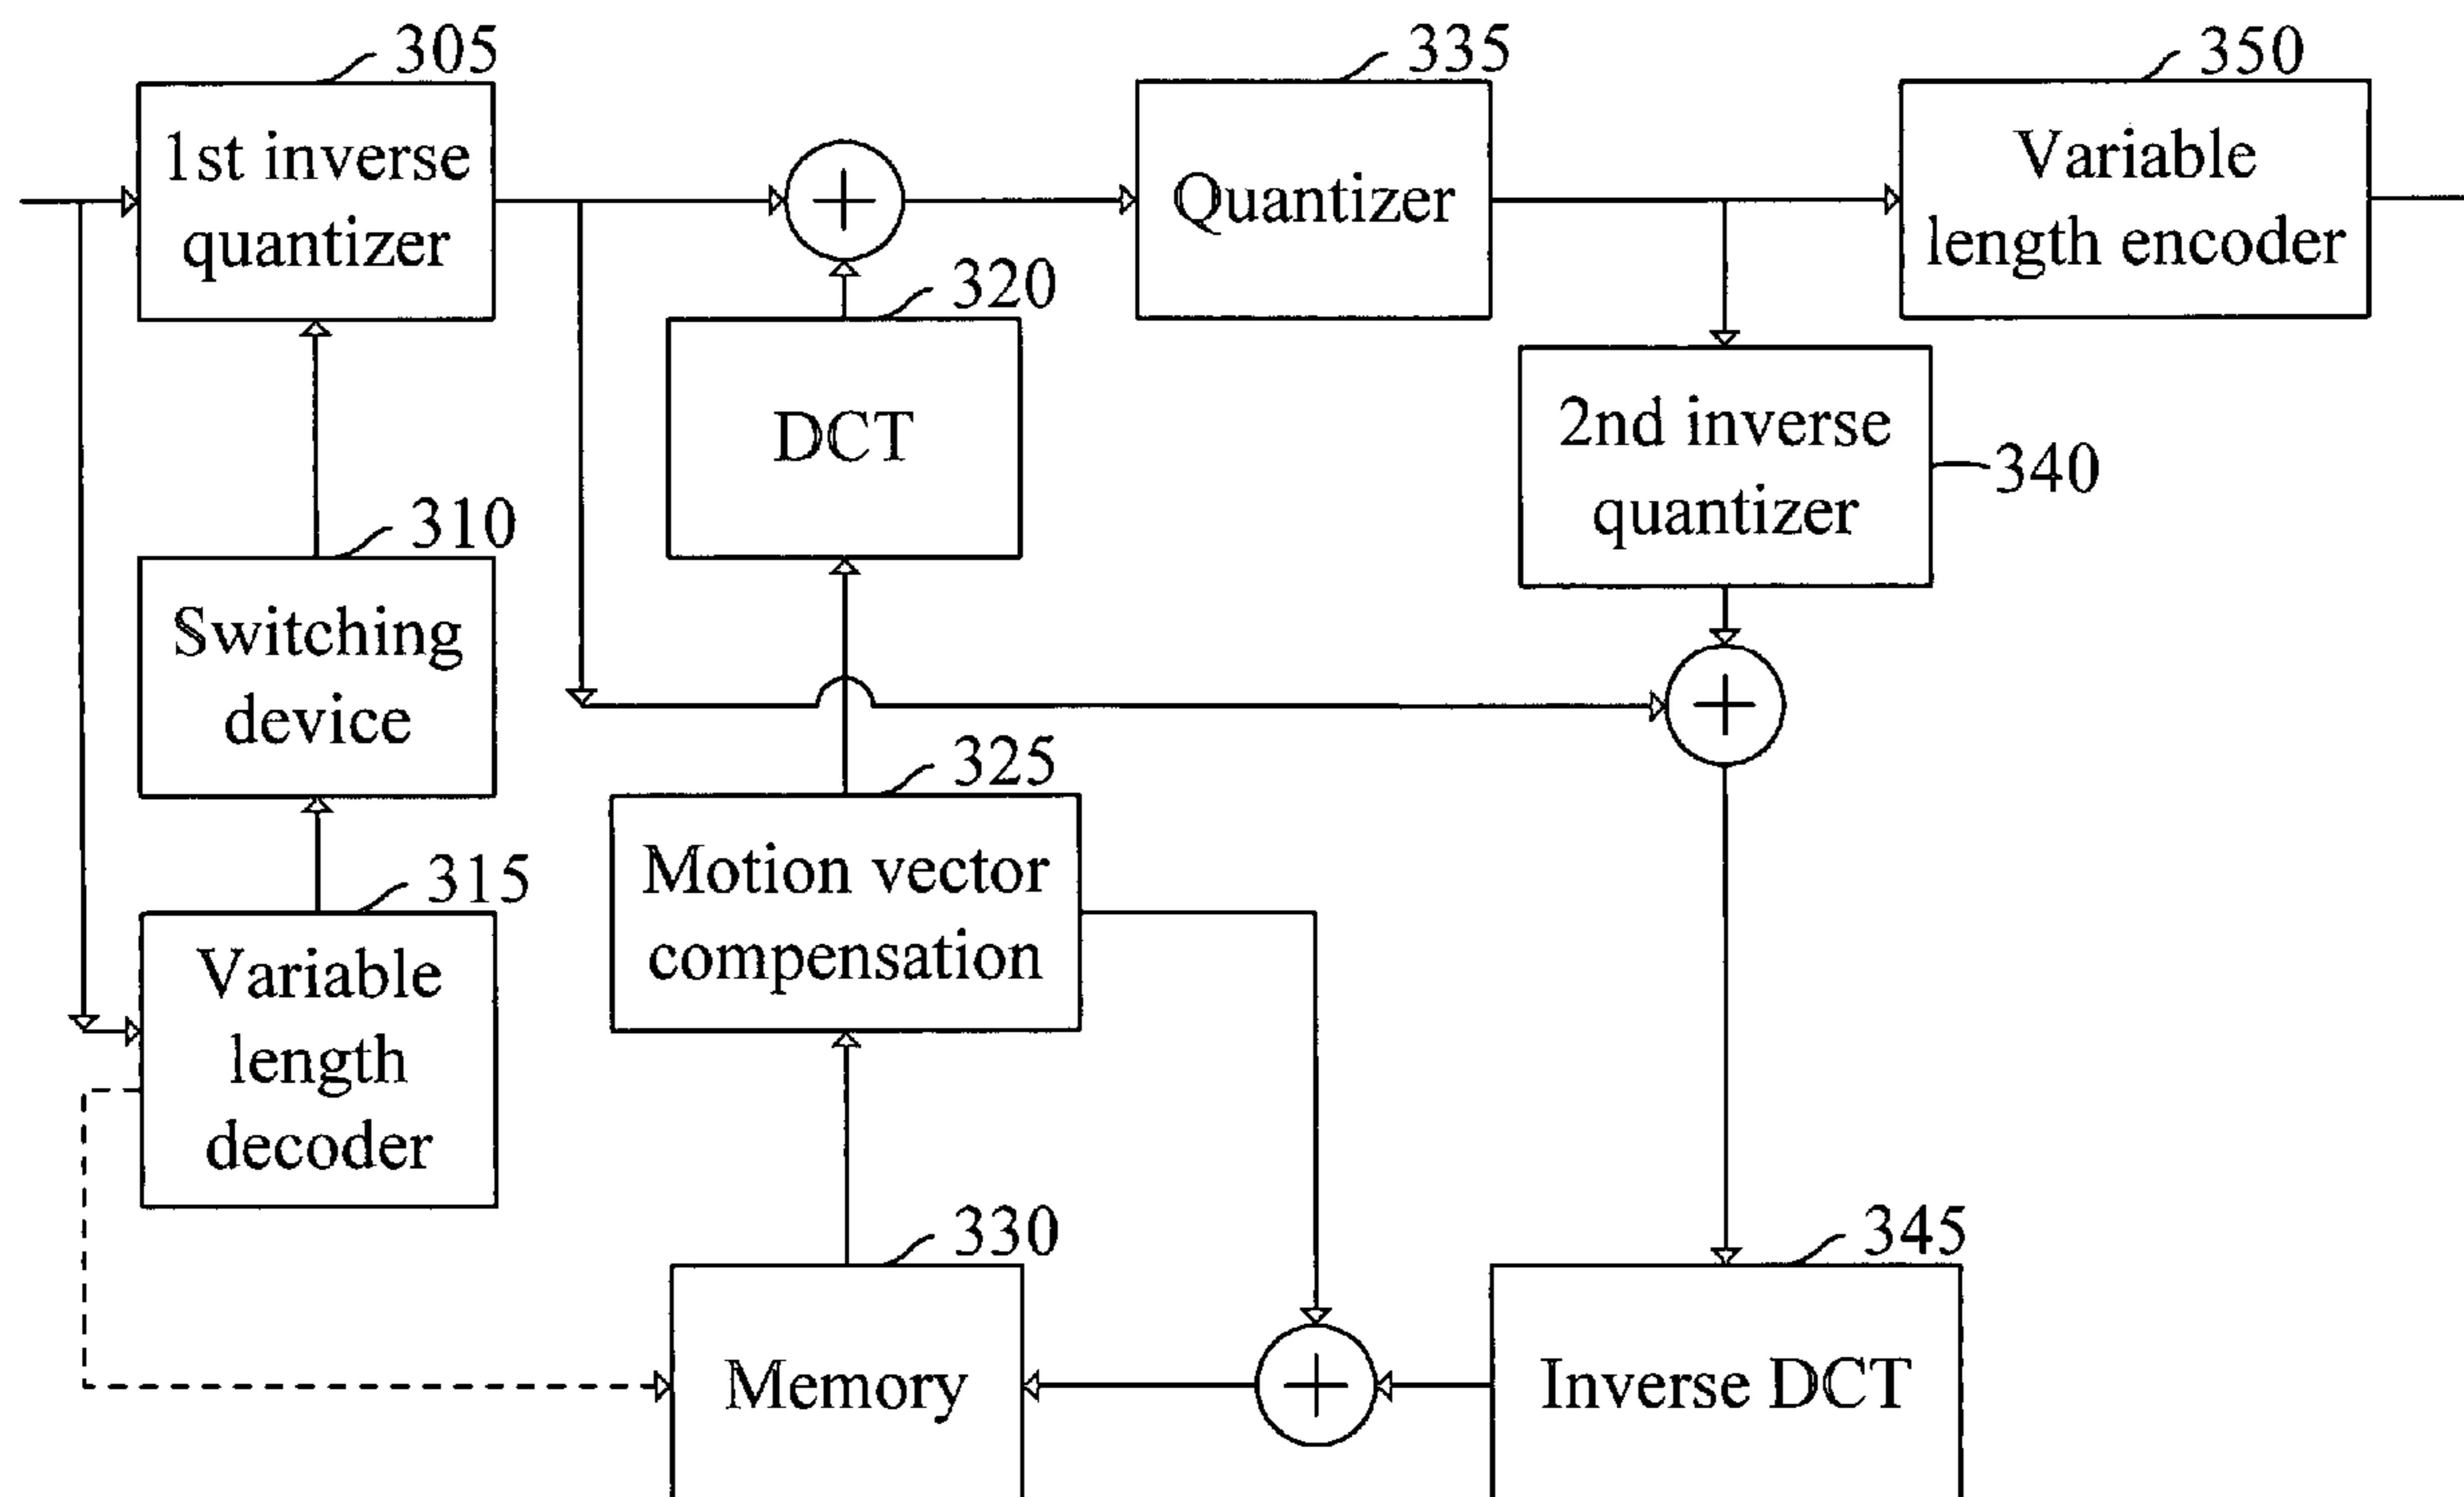 305
1st inverse
quantizer
335
Quantizer
350
Variable
length encoder
320
DCT
2nd inverse
quantizer
340
310
Switching
device
325
Motion vector
compensation
315
Variable
length
decoder
330
Memory
345
Inverse DCT